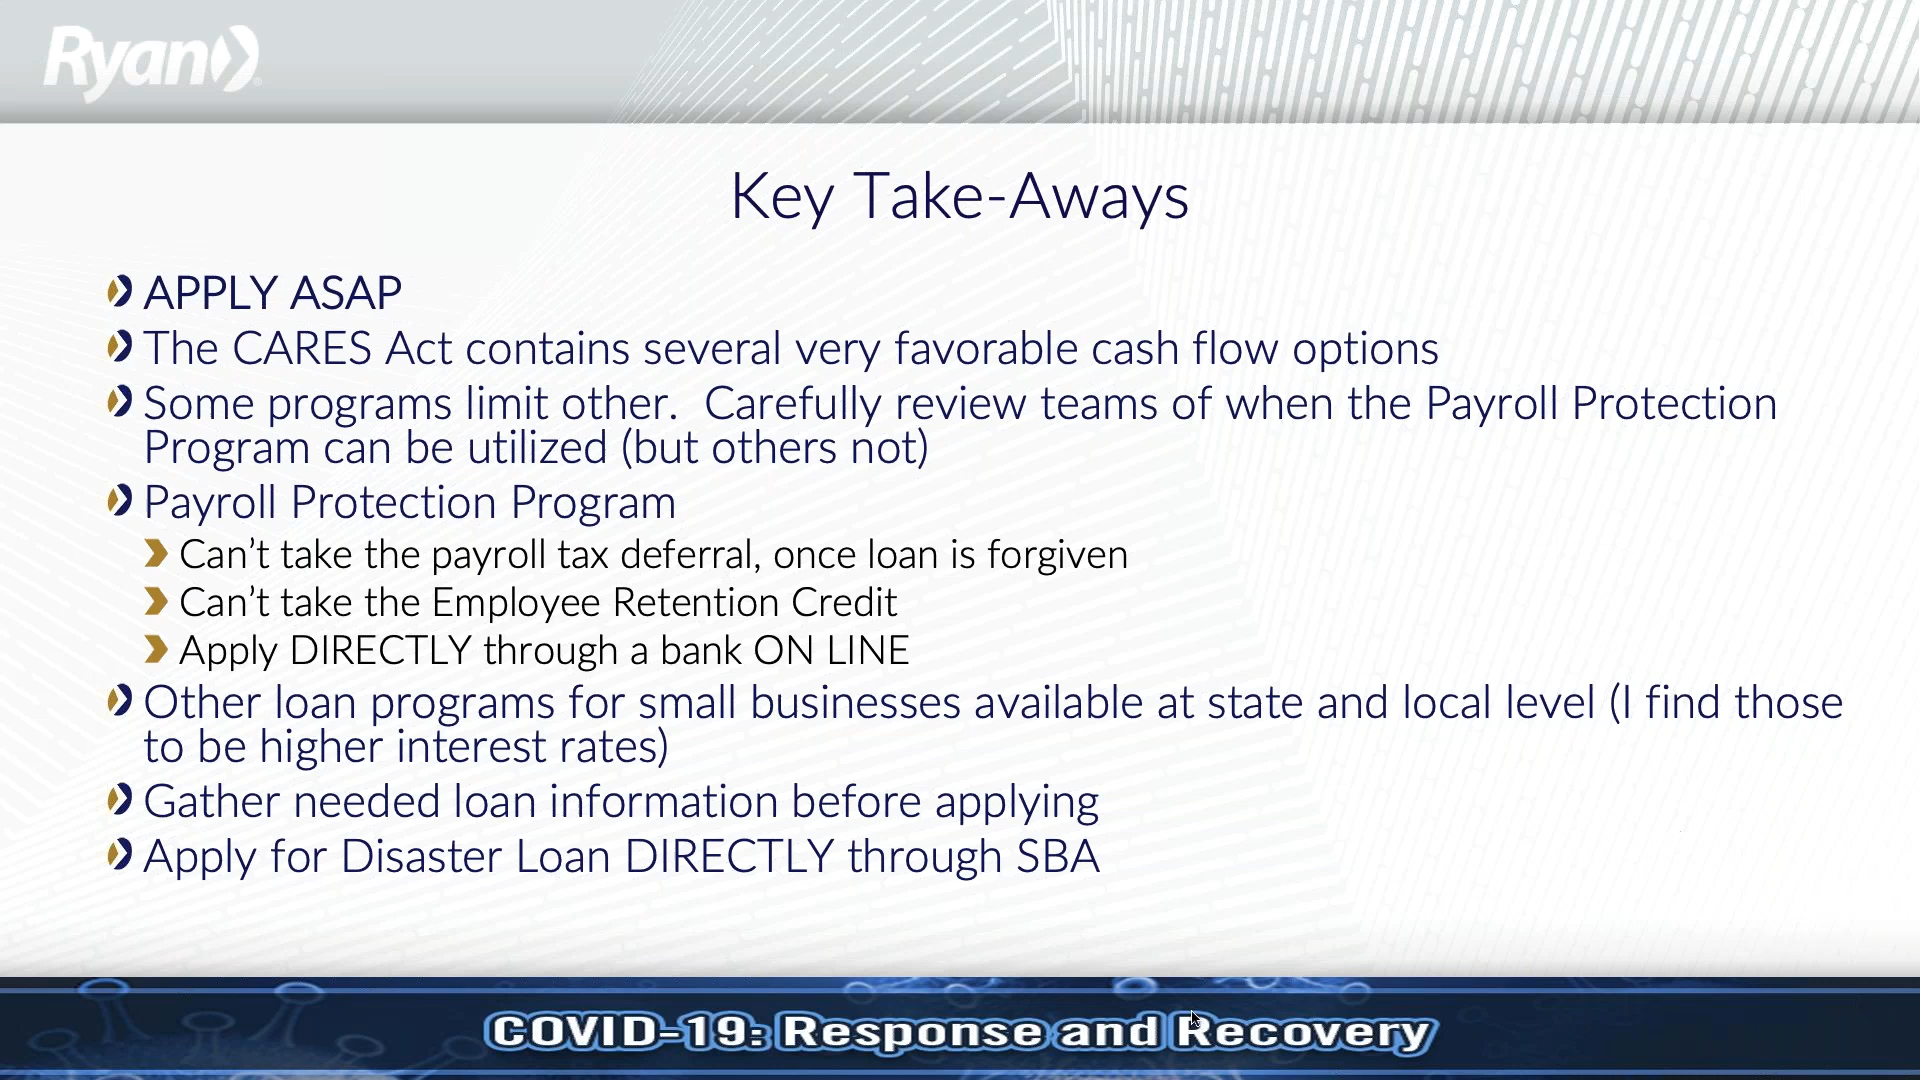 Ryan
Key Take-Aways
APPLY ASAP
The CARES Act contains several very favorable cash flow options
Some programs limit other.  Carefully review teams of when the Payroll Protection
Program can be utilized (but others not)
Payroll Protection Program
Can’t take the payroll tax deferral, once loan is forgiven
Can’t take the Employee Retention Credit
Apply DIRECTLY through a bank ON LINE
Other loan programs for small businesses available at state and local level (I find those
to be higher interest rates)
Gather needed loan information before applying
Apply for Disaster Loan DIRECTLY through SBA
COVID-19: Response and Recovery